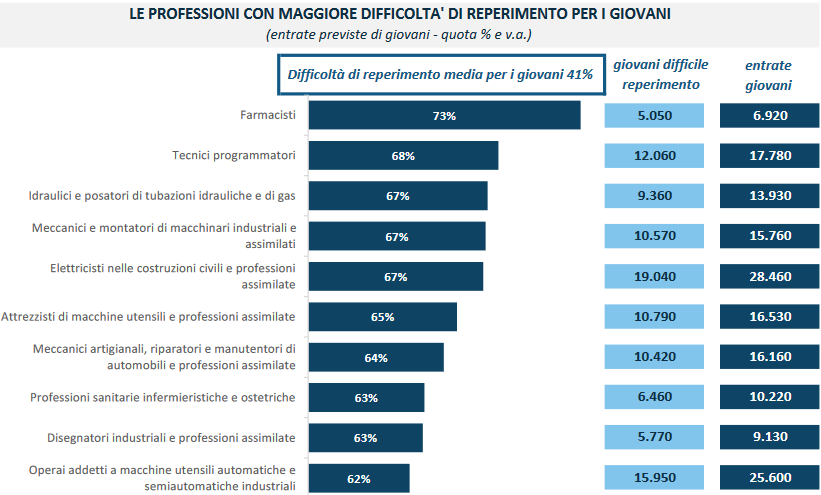 LE PROFESSIONI CON MAGGIORE DIFFICOLTA' DI REPERIMENTO PER I GIOVANI
(entrate previste di giovani - quota % e v.a.)
Difficoltà di reperimento media per i giovani 41%
giovani difficile
reperimento
entrate
giovani
Farmacisti
73%
5.050
6.920
Tecnici programmatori
68%
12.060
17.780
Idraulici e posatori di tubazioni idrauliche e di gas
67%
9.360
13.930
Meccanici e montatori di macchinari industriali e
assimilati
67%
10.570
15.760
Elettricisti nelle costruzioni civili e professioni
assimilate
67%
19.040
28.460
Attrezzisti di macchine utensili e professioni assimilate
65%
10.790
16.530
Meccanici artigianali, riparatori e manutentori di
automobili e professioni assimilate
64%
10.420
16.160
Professioni sanitarie infermieristiche e ostetriche
63%
6.460
10.220
Disegnatori industriali e professioni assimilate
63%
5.770
9.130
Operai addetti a macchine utensili automatiche e
semiautomatiche industriali
62%
15.950
25.600